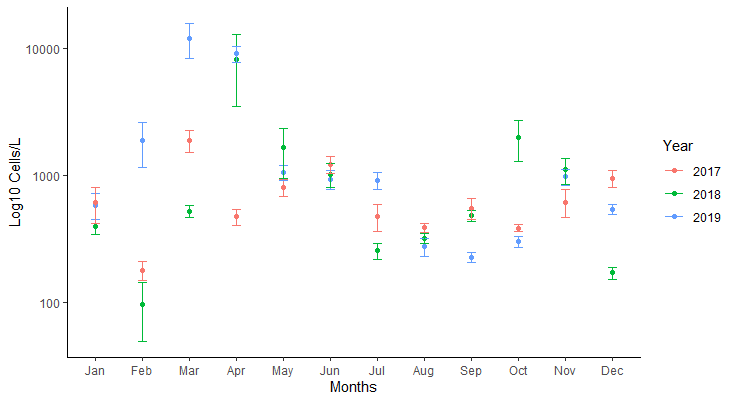 Log10 Cells/L
10000
1000
100
Jan Feb Mar Apr May Jun Jul Aug Sep Oct Nov Dec
Months
Year
2017
2018
2019